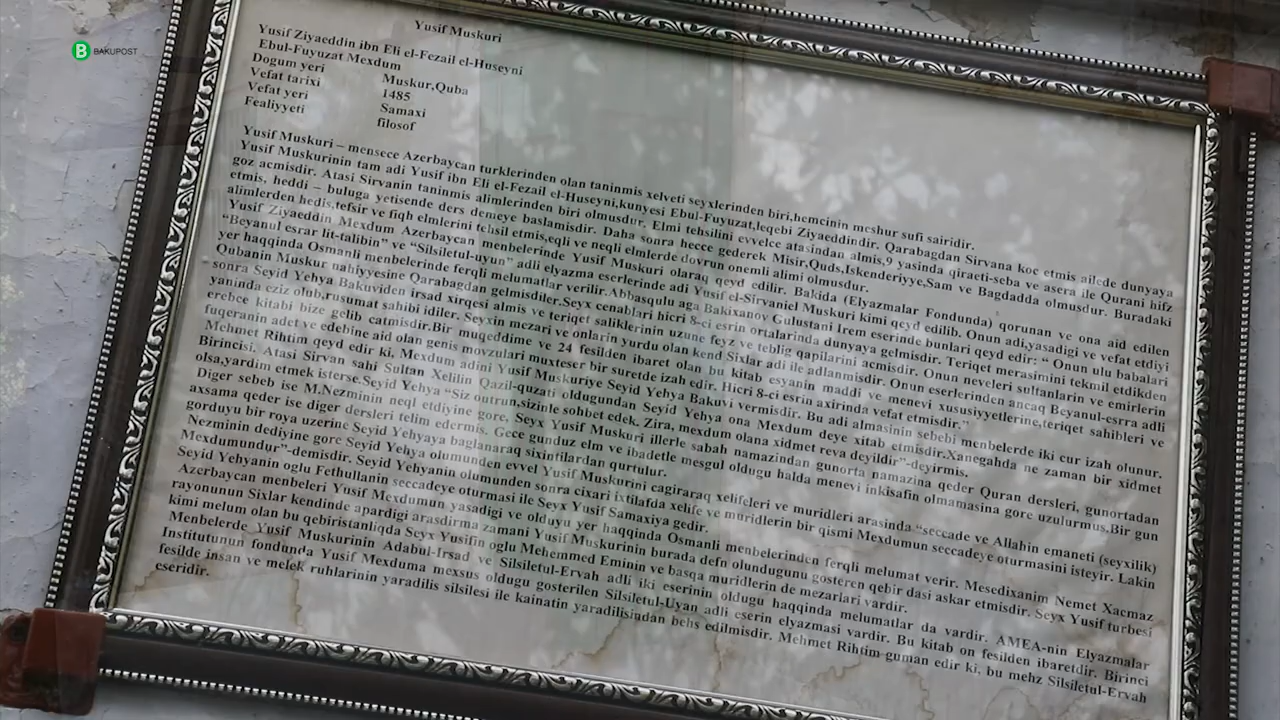 BAKUPOST
Yusif Muskuri
Yusif Ziyaeddin ibn Eli el-Fezail el-Huseyni
Ebul-Fuyuzat Mexdum
Dogum yeri Muskur,Quba
Vefat tarixi 1485
Vefat yeri Samaxi
Fealiyyeti filosof
Yusif Muskuri – mensece Azerbaycan turklerinden olan taninmis xelveti seyxlerinden biri,hemcinin meshur sufi sairidir.
Yusif Muskurinin tam adi Yusif ibn Eli el-Fezail el-Huseyni,kunyesi Ebul-Fuyuzat,leqebi Ziyaeddindir. Qarabagdan Sirvana koc etmis ailede dunyaya
goz acmisdir. Atasi Sirvanin taninmis alimlerinden biri olmusdur. Elmi tehsilini evvelce atasindan almis,9 yasinda qiraeti-seba ve asera ile Qurani hifz
etmis, heddi – buluga yetisende ders demeye baslamisdir. Daha sonra hecce gederek Misir,Quds,Iskenderiyye,Sam ve Bagdadda olmusdur. Buradaki
alimlerden hedis,tefsir ve fiqh elmlerini tehsil etmis,eqli ve neqli elmlerde dovrun onemli alimi olmusdur.
Yusif Ziyaeddin Mexdum Azerbaycan menbelerinde Yusif Muskuri olaraq qeyd edilir. Bakida (Elyazmalar Fondunda) qorunan ve ona aid edilen
“Beyanul esrar lit-talibin” ve “Silsiletul-uyun” adli elyazma eserlerinde adi Yusif el-Sirvaniel Muskuri kimi qeyd edilib. Onun adi,yasadigi ve vefat etdiyi
yer haqqinda Osmanli menbelerinde ferqli melumatlar verilir.Abbasqulu aga Bakixanov Gulustani Irem eserinde bunlari qeyd edir: “ Onun ulu babalari
Qubanin Muskur nahiyyesine Qarabagdan gelmisdiler.Seyx cenablari hicri 8-ci esrin ortalarinda dunyaya gelmisdir. Teriqet merasimini tekmil etdikden
sonra Seyid Yehya Bakuviden irsad xirqesi almis ve teriqet saliklerinin uzune feyz ve teblig qapilarini acmisdir. Onun neveleri sultanlarin ve emirlerin
yaninda eziz olub,rusumat sahibi idiler. Seyxin mezari ve onlarin yurdu olan kend Sixlar adi ile adlanmisdir. Onun eserlerinden ancaq Beyanul-esrra adli
erebce kitabi bize gelib catmisdir.Bir muqeddime ve 24 fesilden ibaret olan bu kitab esyanin maddi ve menevi xususiyyetlerine,teriqet sahibleri ve
fuqeranin adet ve edebine aid olan genis movzulari muxteser bir suretde izah edir. Hicri 8-ci esrin axirinda vefat etmisdir.”
Mehmet Rihtim qeyd edir ki, Mexdum adini Yusif Muskuriye Seyid Yehya Bakuvi vermisdir. Bu adi almasinin sebebi menbelerde iki cur izah olunur.
Birincisi, Atasi Sirvan sahi Sultan Xelilin Qazil-quzati oldugundan Seyid Yehya ona Mexdum deye xitab etmisdir.Xanegahda ne zaman bir xidmet
olsa,yardim etmek isterse.Seyid Yehya “Siz outrun,sizinle sohbet edek. Zira, mexdum olana xidmet reva deyildir”-deyirmis.
Diger sebeb ise M.Nezminin neql etdiyine gore, Seyx Yusif Muskuri illerle sabah namazindan gunorta namazina qeder Quran dersleri, gunortadan
axsama qeder ise diger dersleri telim edermis. Gece gunduz elm ve ibadetle mesgul oldugu halda menevi inkisafin olmamasina gore uzulurmus.Bir gun
gorduyu bir roya uzerine Seyid Yehyaya baglanaraq sixintilardan qurtulur.
Nezminin dediyine gore Seyid Yehya olumunden evvel Yusif Muskurini cagiraraq xelifeleri ve muridleri arasinda “seccade ve Allahin emaneti (seyxilik)
Mexdumundur”-demisdir. Seyid Yehyanin olumunden sonra cixari ixtilafda xelife ve muridlerin bir qismi Mexdumun seccadeye oturmasini isteyir. Lakin
Seyid Yehyanin oglu Fethullanin seccadeye oturmasi ile Seyx Yusif Samaxiya gedir.
Azerbaycan menbeleri Yusif Mexdumun yasadigi ve olduyu yer haqqinda Osmanli menbelerinden ferqli melumat verir. Mesedixanim Nemet Xacmaz
rayonunun Sixlar kendinde apardigi arasdirma zamani Yusif Muskurinin burada defn olundugunu gosteren qebir dasi askar etmisdir. Seyx Yusif turbesi
kimi melum olan bu qebiristanliqda Seyx Yusifin oglu Mehemmed Eminin ve basqa muridlerin de mezarlari vardir.
Menbelerde Yusif Muskurinin Adabul-Irsad ve Silsiletul-Ervah adli iki eserinin oldugu haqqinda melumatlar da vardir. AMEA-nin Elyazmalar
Institutunun fondunda Yusif Mexduma mexsus oldugu gosterilen Silsiletul-Uyan adli eserin elyazmasi vardir. Bu kitab on fesilden ibaretdir. Birinci
fesilde insan ve melek ruhlarinin yaradilis silsilesi ile kainatin yaradilisindan behs edilmisdir. Mehmet Rihtim guman edir ki, bu mehz Silsiletul-Ervah
eseridir.